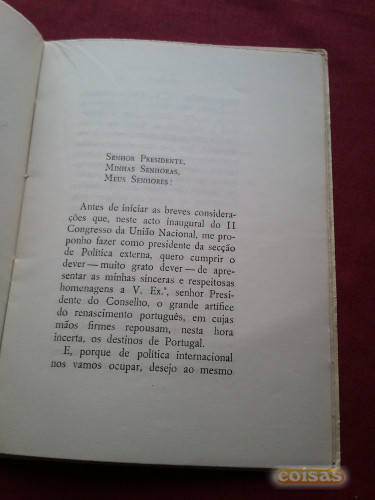 SENHOR PRESIDENTE,
MINHAS SENHORAS,
MEUS SENHORES:
Antes de iniciar as breves considera-
ções que, neste acto inaugural do II
Congresso da União Nacional, me pro-
ponho fazer como presidente da secção
de Política externa, quero cumprir o
dever — muito grato dever — de apre-
sentar as minhas sinceras e respeitosas
homenagens a V. Ex.ª, senhor Presi-
dente do Conselho, o grande artífice
do renascimento português, em cujas
mãos firmes repousam, nesta hora
incerta, os destinos de Portugal.
E, porque de política internacional
nos vamos ocupar, desejo ao mesmo
coisas